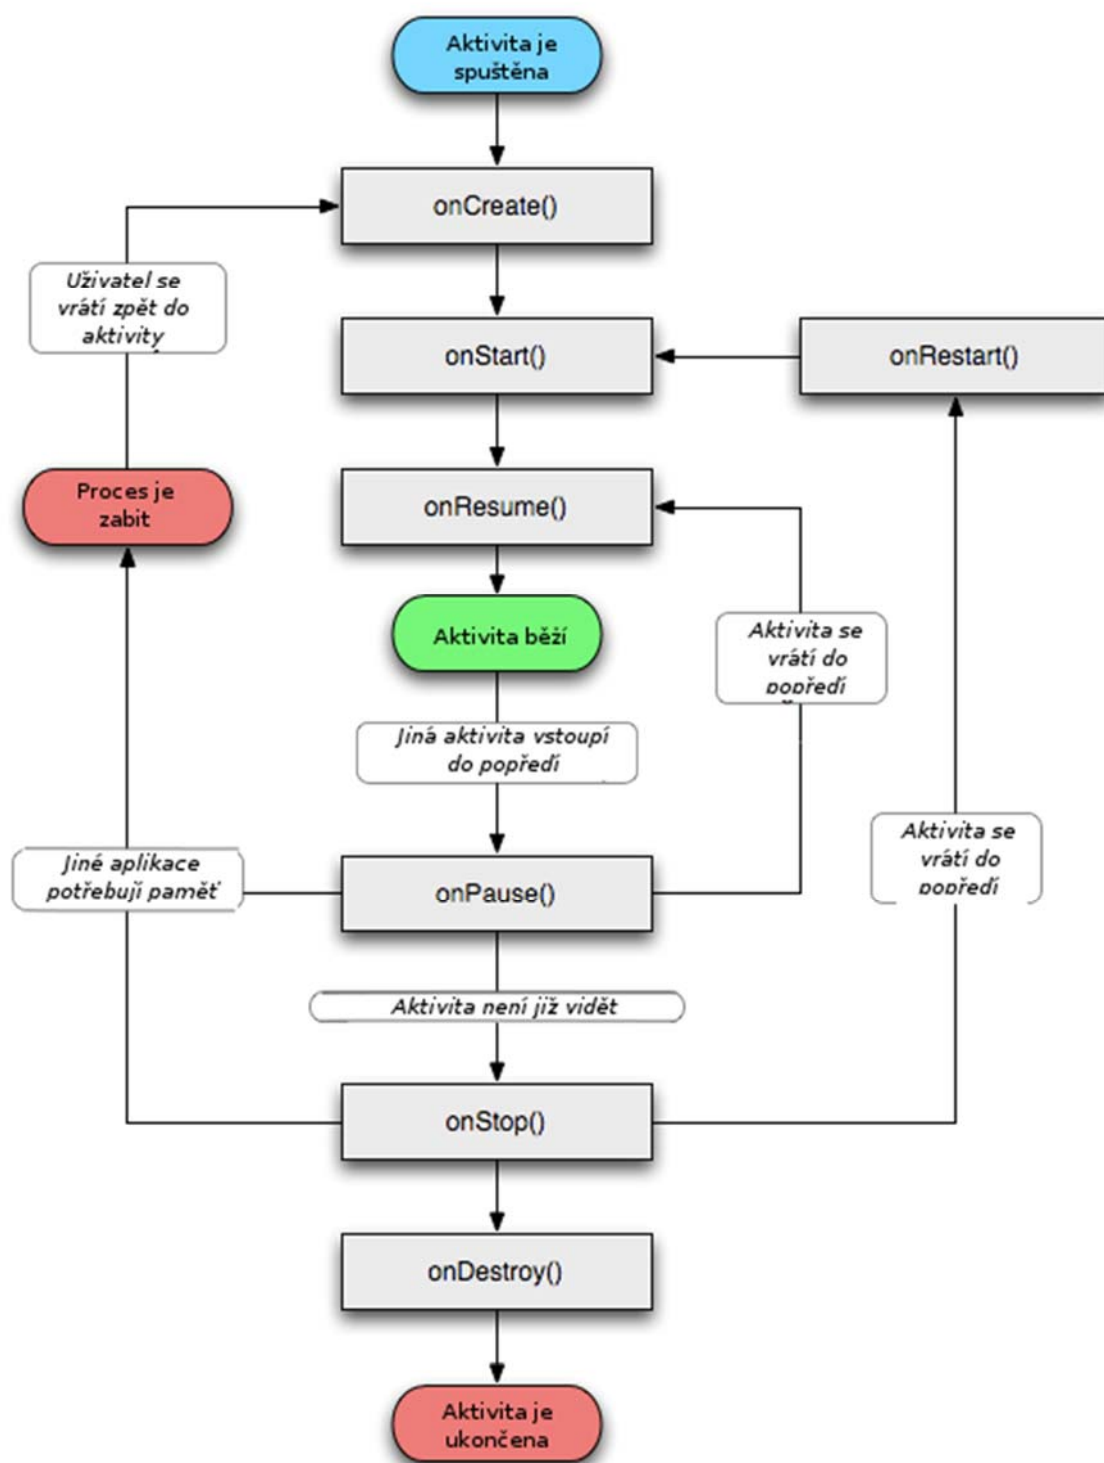 Aktivita je
spuštěna
onCreate()
Uživatel se
vrátí zpět do
aktivity
onStart()
onRestart()
Proces je
zabit
onResume()
Aktivita běží
Aktivita se
vrátí do
popředí
Jiná aktivita vstoupí
do popředí
Aktivita se
vrátí do
popředí
Jiné aplikace
potřebují paměť
onPause()
Aktivita není již vidět
onStop()
onDestroy()
Aktivita je
ukončena